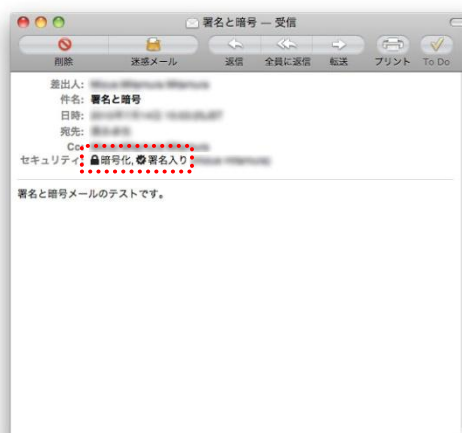 署名と暗号 — 受信
削除 迷惑メール 返信 全員に返信 転送 プリント To Do
差出人:
件名: 署名と暗号
日時:
宛先:
Cc:
セキュリティ: 暗号化, 署名入り
署名と暗号メールのテストです。